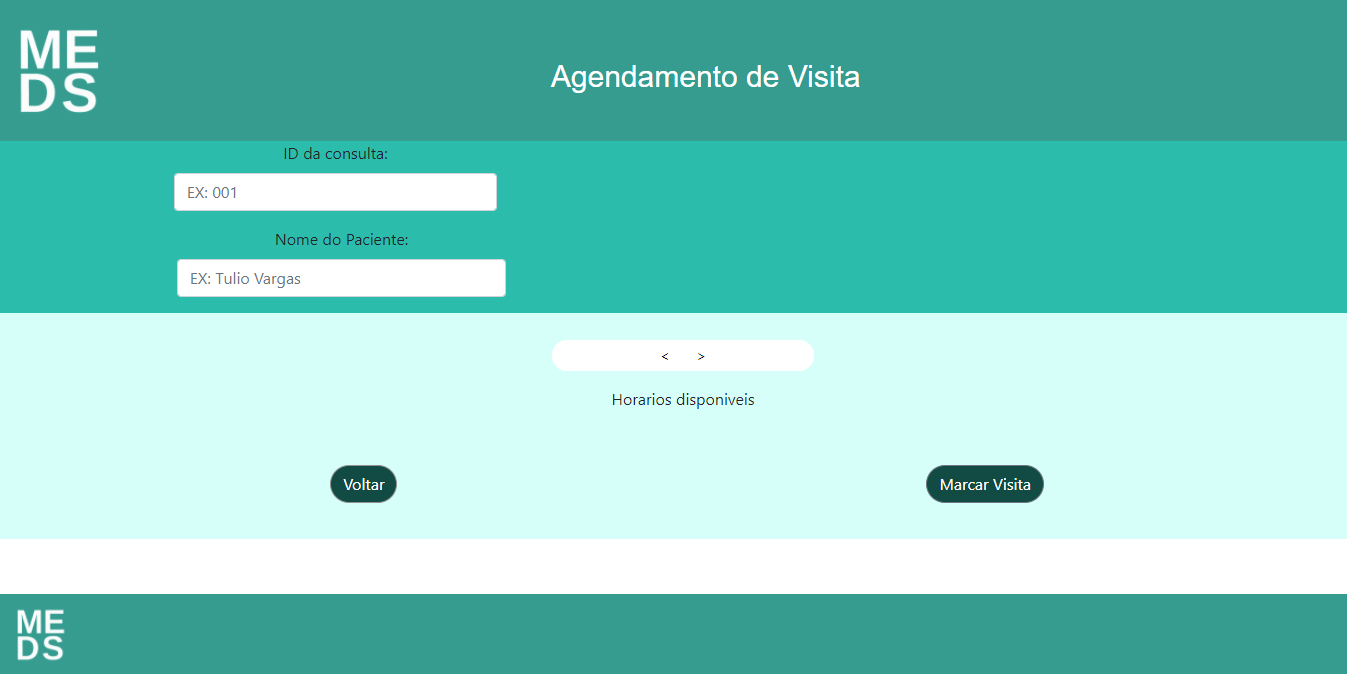 ME
DS
Agendamento de Visita
ID da consulta:
EX: 001
Nome do Paciente:
EX: Tulio Vargas
< >
Horarios disponiveis
Voltar
Marcar Visita
ME
DS